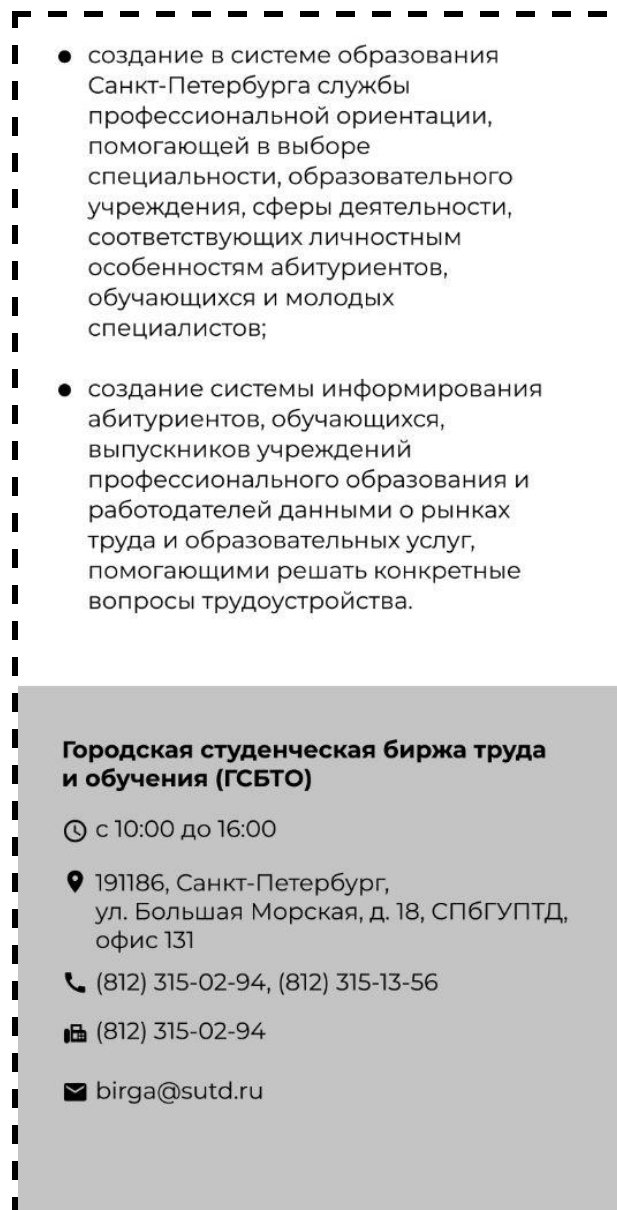 ● создание в системе образования
Санкт-Петербурга службы
профессиональной ориентации,
помогающей в выборе
специальности, образовательного
учреждения, сферы деятельности,
соответствующих личностным
особенностям абитуриентов,
обучающихся и молодых
специалистов;
● создание системы информирования
абитуриентов, обучающихся,
выпускников учреждений
профессионального образования и
работодателей данными о рынках
труда и образовательных услуг,
помогающими решать конкретные
вопросы трудоустройства.
Городская студенческая биржа труда
и обучения (ГСБТО)
с 10:00 до 16:00
191186, Санкт-Петербург,
ул. Большая Морская, д. 18, СПбГУПТД,
офис 131
(812) 315-02-94, (812) 315-13-56
(812) 315-02-94
birga@sutd.ru